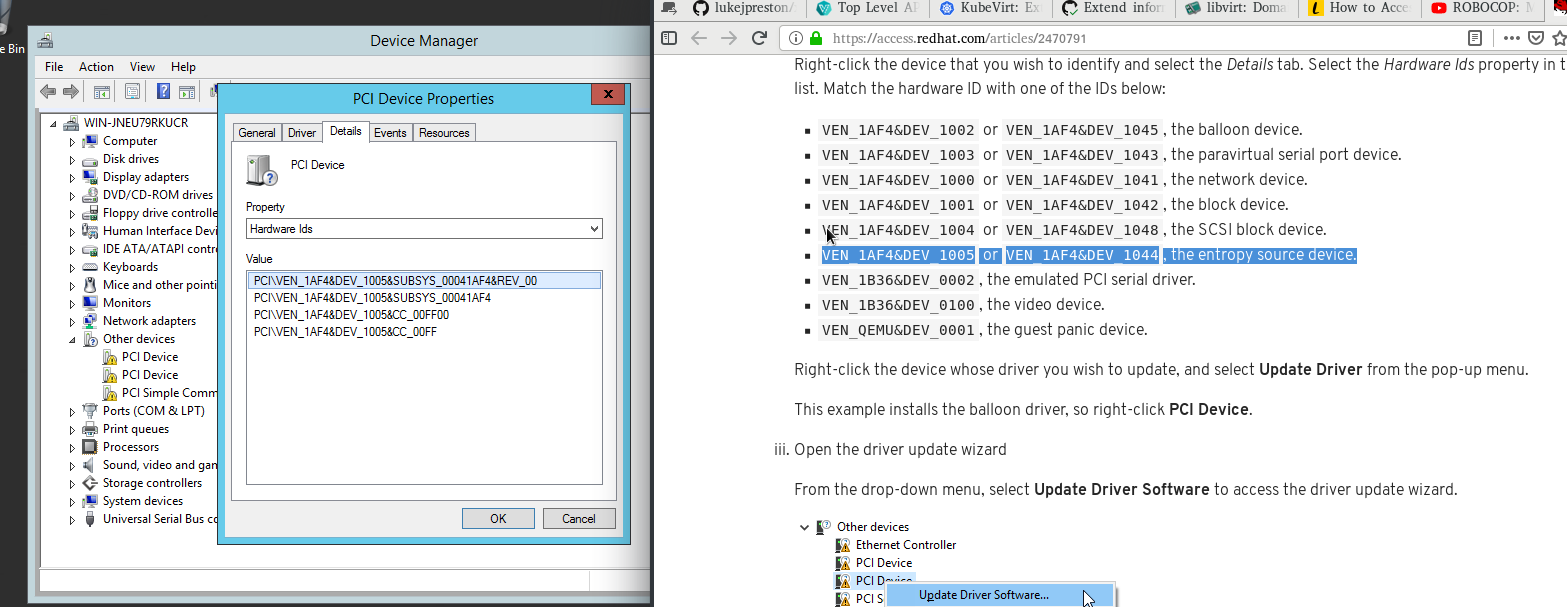 e Bin
Device Manager
File Action View Help
WIN-JNEU79RKUCR
Computer
Disk drives
Display adapters
DVD/CD-ROM drives
Floppy drive controlle
Human Interface Devi
IDE ATA/ATAPI contro
Keyboards
Mice and other pointi
Monitors
Network adapters
Other devices
PCI Device
PCI Device
PCI Simple Comm
Ports (COM & LPT)
Print queues
Processors
Sound, video and gam
Storage controllers
System devices
Universal Serial Bus co
PCI Device Properties
General Driver Details Events Resources
PCI Device
Property
Hardware Ids
Value
PCI\VEN_1AF4&DEV_1005&SUBSYS_00041AF4&REV_00
PCI\VEN_1AF4&DEV_1005&SUBSYS_00041AF4
PCI\VEN_1AF4&DEV_1005&CC_00FF00
PCI\VEN_1AF4&DEV_1005&CC_00FF
OK Cancel
lukejpreston/ Top Level AP KubeVirt: Ex Extend infor libvirt: Doma How to Acce ROBOCOP: M
https://access.redhat.com/articles/2470791
Right-click the device that you wish to identify and select the Details tab. Select the Hardware Ids property in t
list. Match the hardware ID with one of the IDs below:
VEN_1AF4&DEV_1002 or VEN_1AF4&DEV_1045, the balloon device.
VEN_1AF4&DEV_1003 or VEN_1AF4&DEV_1043, the paravirtual serial port device.
VEN_1AF4&DEV_1000 or VEN_1AF4&DEV_1041, the network device.
VEN_1AF4&DEV_1001 or VEN_1AF4&DEV_1042, the block device.
VEN_1AF4&DEV_1004 or VEN_1AF4&DEV_1048, the SCSI block device.
VEN_1AF4&DEV_1005 or VEN_1AF4&DEV_1044, the entropy source device.
VEN_1B36&DEV_0002, the emulated PCI serial driver.
VEN_1B36&DEV_0100, the video device.
VEN_QEMU&DEV_0001, the guest panic device.
Right-click the device whose driver you wish to update, and select Update Driver from the pop-up menu.
This example installs the balloon driver, so right-click PCI Device.
iii. Open the driver update wizard
From the drop-down menu, select Update Driver Software to access the driver update wizard.
Other devices
Ethernet Controller
PCI Device
PCI Device
PCI S
Update Driver Software...